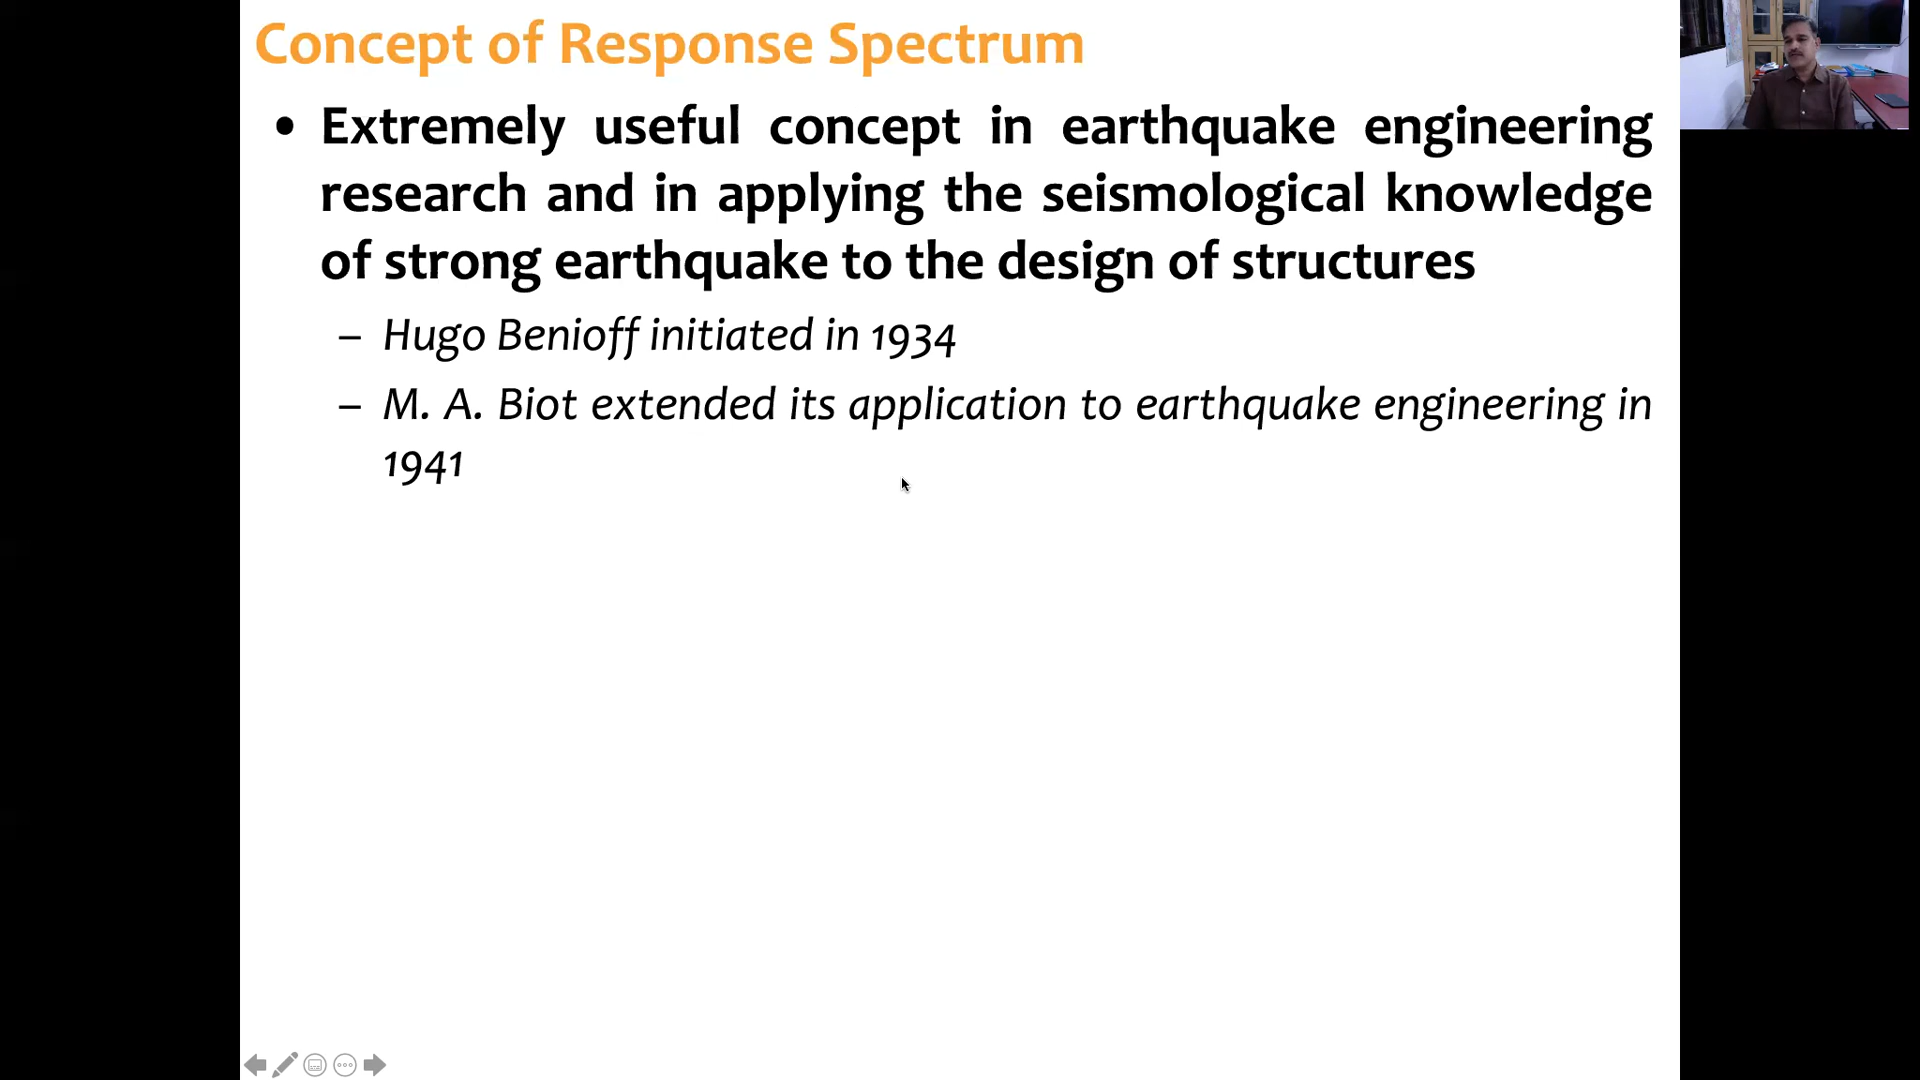 Concept of Response Spectrum
• Extremely useful concept in earthquake engineering
research and in applying the seismological knowledge
of strong earthquake to the design of structures
– Hugo Benioff initiated in 1934
– M. A. Biot extended its application to earthquake engineering in
1941